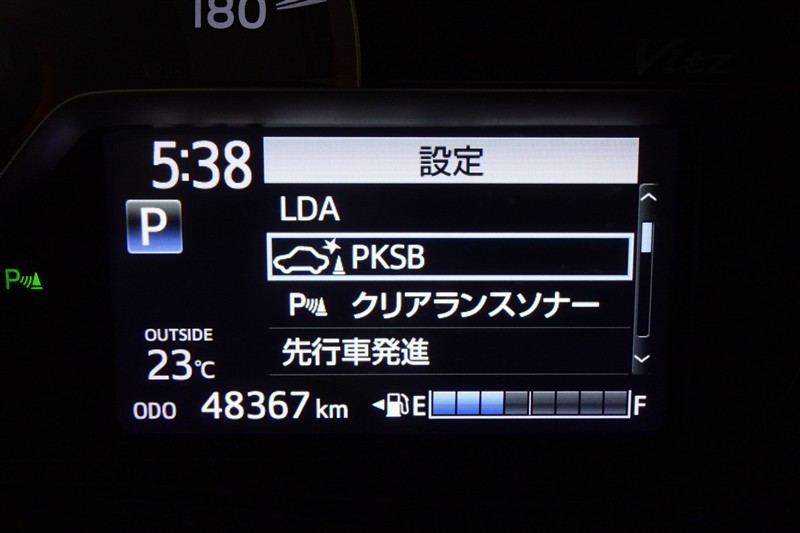 180
Vitz
5:38
設定
LDA
P
PKSB
P クリアランスソナー
P
先行車発進
OUTSIDE
23℃
ODO 48367 km
E F